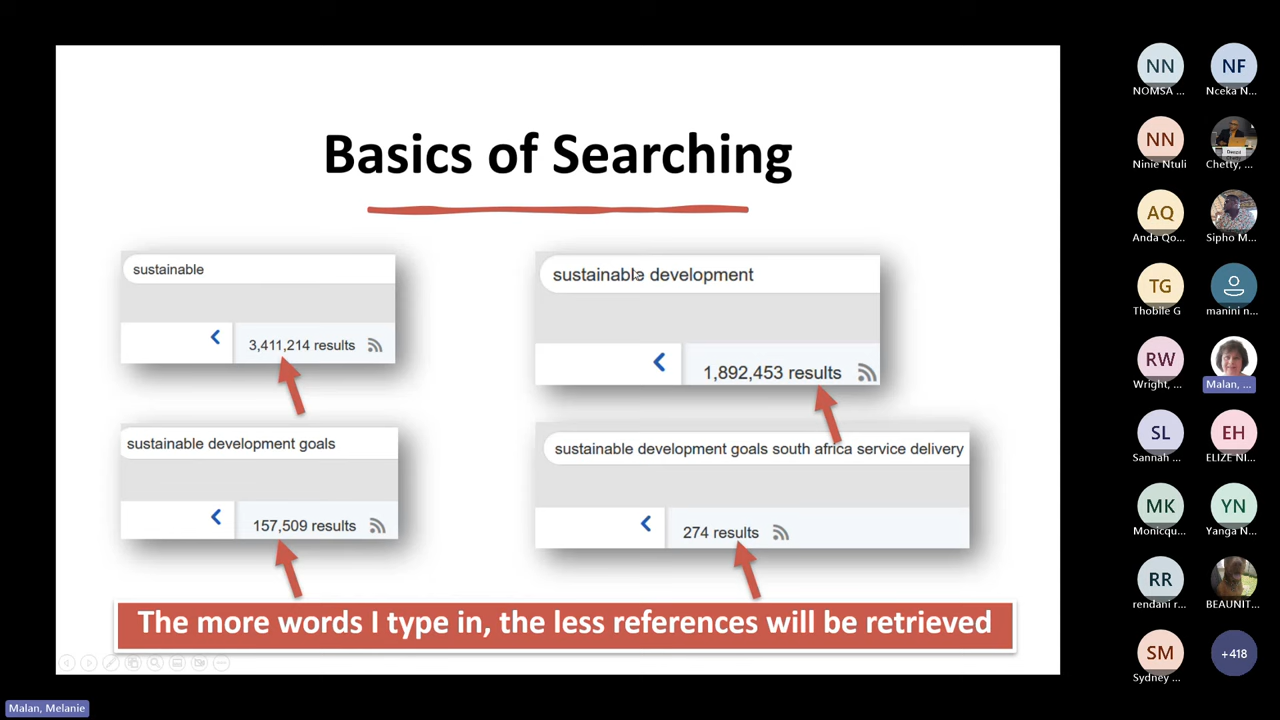 Basics of Searching
sustainable
3,411,214 results
sustainable development
1,892,453 results
sustainable development goals
157,509 results
sustainable development goals south africa service delivery
274 results
The more words I type in, the less references will be retrieved
NN
NOMSA ...
NF
Nceka N...
NN
Ninie Ntuli
Chetty, ...
AQ
Anda Qo...
Sipho M...
TG
Thobile G
manini n...
RW
Wright, ...
Malan, ...
SL
Sannah ...
EH
ELIZE NI...
MK
Monicqu...
YN
Yanga N...
RR
rendani r...
BEAUNIT...
SM
Sydney ...
+418
Malan, Melanie